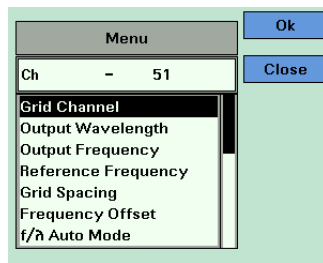 Menu
Ok
Ch - 51
Close
Grid Channel
Output Wavelength
Output Frequency
Reference Frequency
Grid Spacing
Frequency Offset
f/λ Auto Mode